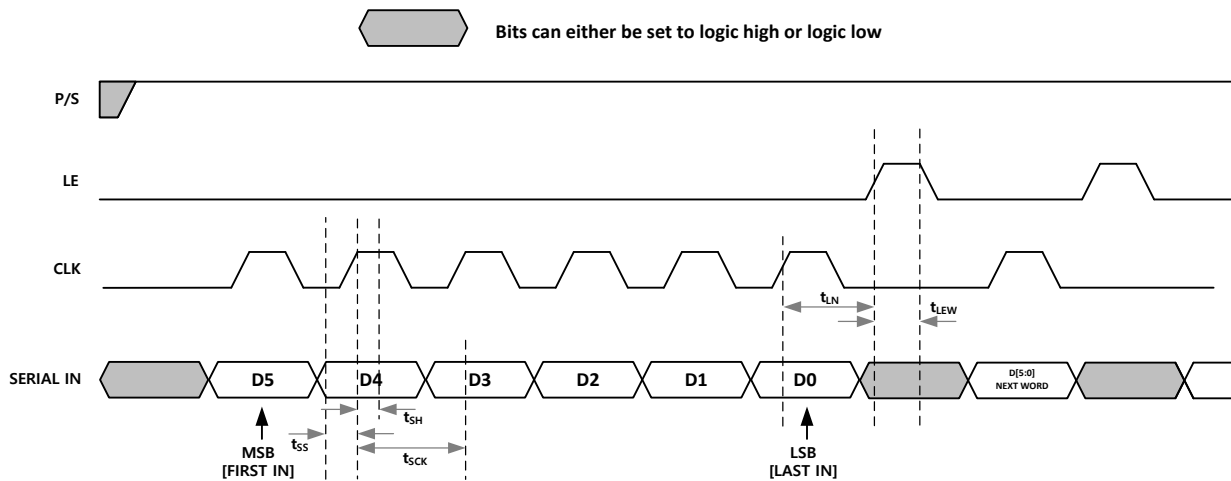 Bits can either be set to logic high or logic low
P/S
LE
CLK
tLN
tLEW
SERIAL IN
D5
D4
D3
D2
D1
D0
D[5:0]
NEXT WORD
tSH
tSS
tSCK
MSB
[FIRST IN]
LSB
[LAST IN]